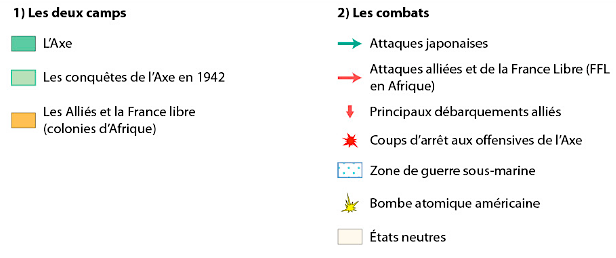 1) Les deux camps
L'Axe
Les conquêtes de l'Axe en 1942
Les Alliés et la France libre
(colonies d'Afrique)
2) Les combats
Attaques japonaises
Attaques alliées et de la France Libre (FFL
en Afrique)
Principaux débarquements alliés
Coups d'arrêt aux offensives de l'Axe
Zone de guerre sous-marine
Bombe atomique américaine
États neutres